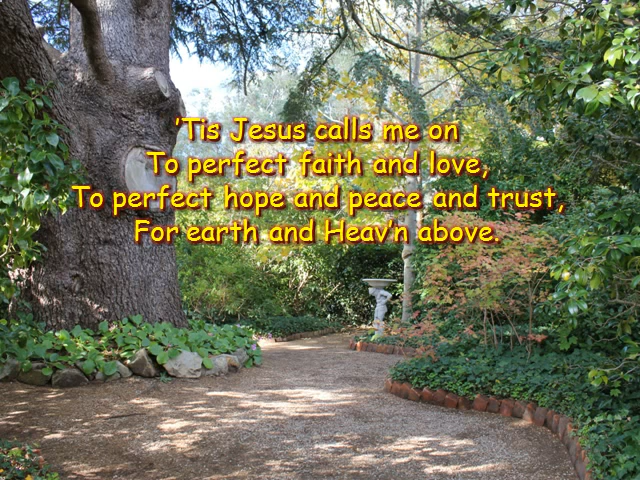 ’Tis Jesus calls me on
To perfect faith and love,
To perfect hope and peace and trust,
For earth and Heav’n above.